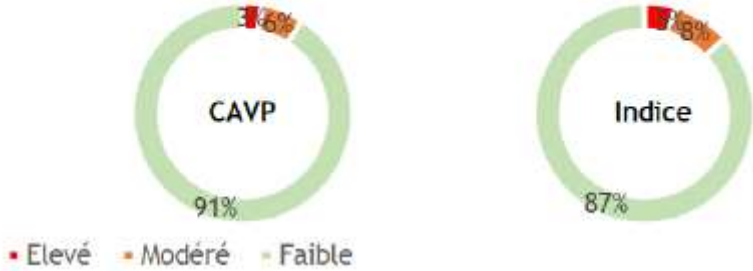 3%
6%
8%
CAVP
Indice
91%
87%
Elevé
Modéré
Faible